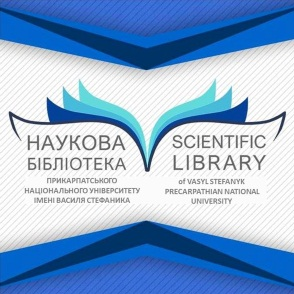 НАУКОВА
БІБЛІОТЕКА
ПРИКАРПАТСЬКОГО
НАЦІОНАЛЬНОГО УНІВЕРСИТЕТУ
ІМЕНІ ВАСИЛЯ СТЕФАНИКА
SCIENTIFIC
LIBRARY
of VASYL STEFANYK
PRECARPATHIAN NATIONAL
UNIVERSITY